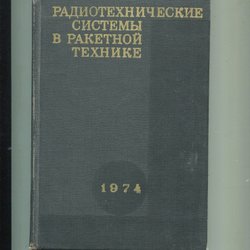 РАДИОТЕХНИЧЕСКИЕ
СИСТЕМЫ
В РАКЕТНОЙ
ТЕХНИКЕ
1974